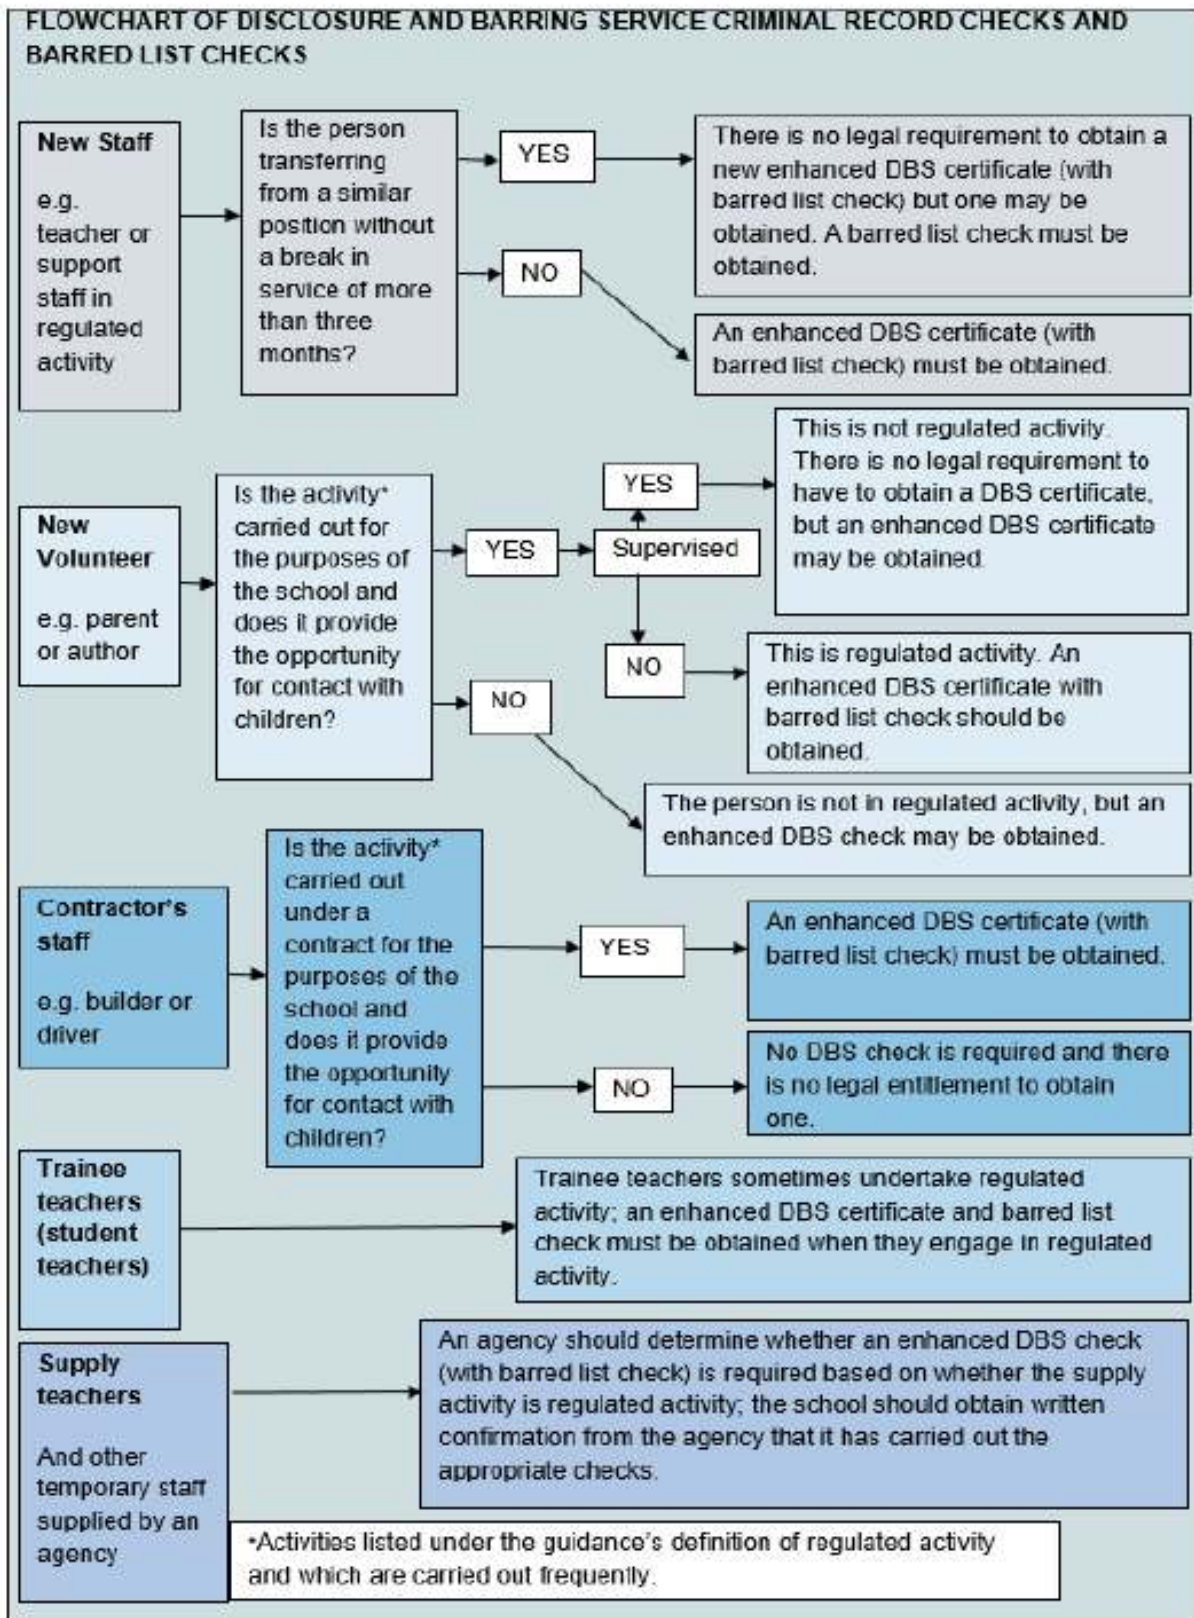 FLOWCHART OF DISCLOSURE AND BARRING SERVICE CRIMINAL RECORD CHECKS AND
BARRED LIST CHECKS
New Staff
e.g.
teacher or
support
staff in
regulated
activity
Is the person
transferring
from a similar
position without
a break in
service of more
than three
months?
YES
There is no legal requirement to obtain a
new enhanced DBS certificate (with
barred list check) but one may be
obtained. A barred list check must be
obtained.
NO
An enhanced DBS certificate (with
barred list check) must be obtained.
New
Volunteer
e.g. parent
or author
Is the activity*
carried out for
the purposes of
the school and
does it provide
the opportunity
for contact with
children?
YES
Supervised
YES
This is not regulated activity.
There is no legal requirement to
have to obtain a DBS certificate,
but an enhanced DBS certificate
may be obtained
NO
This is regulated activity. An
enhanced DBS certificate with
barred list check should be
obtained.
NO
The person is not in regulated activity, but an
enhanced DBS check may be obtained.
Contractor's
staff
e.g. builder or
driver
Is the activity*
carried out
under a
contract for the
purposes of the
school and
does it provide
the opportunity
for contact with
children?
YES
An enhanced DBS certificate (with
barred list check) must be obtained.
NO
No DBS check is required and there
is no legal entitlement to obtain
one.
Trainee
teachers
(student
teachers)
Trainee teachers sometimes undertake regulated
activity; an enhanced DBS certificate and barred list
check must be obtained when they engage in regulated
activity.
Supply
teachers
And other
temporary staff
supplied by an
agency
An agency should determine whether an enhanced DBS check
(with barred list check) is required based on whether the supply
activity is regulated activity; the school should obtain written
confirmation from the agency that it has carried out the
appropriate checks.
*Activities listed under the guidance's definition of regulated activity
and which are carried out frequently.